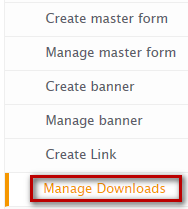 Create master form
Manage master form
Create banner
Manage banner
Create Link
Manage Downloads